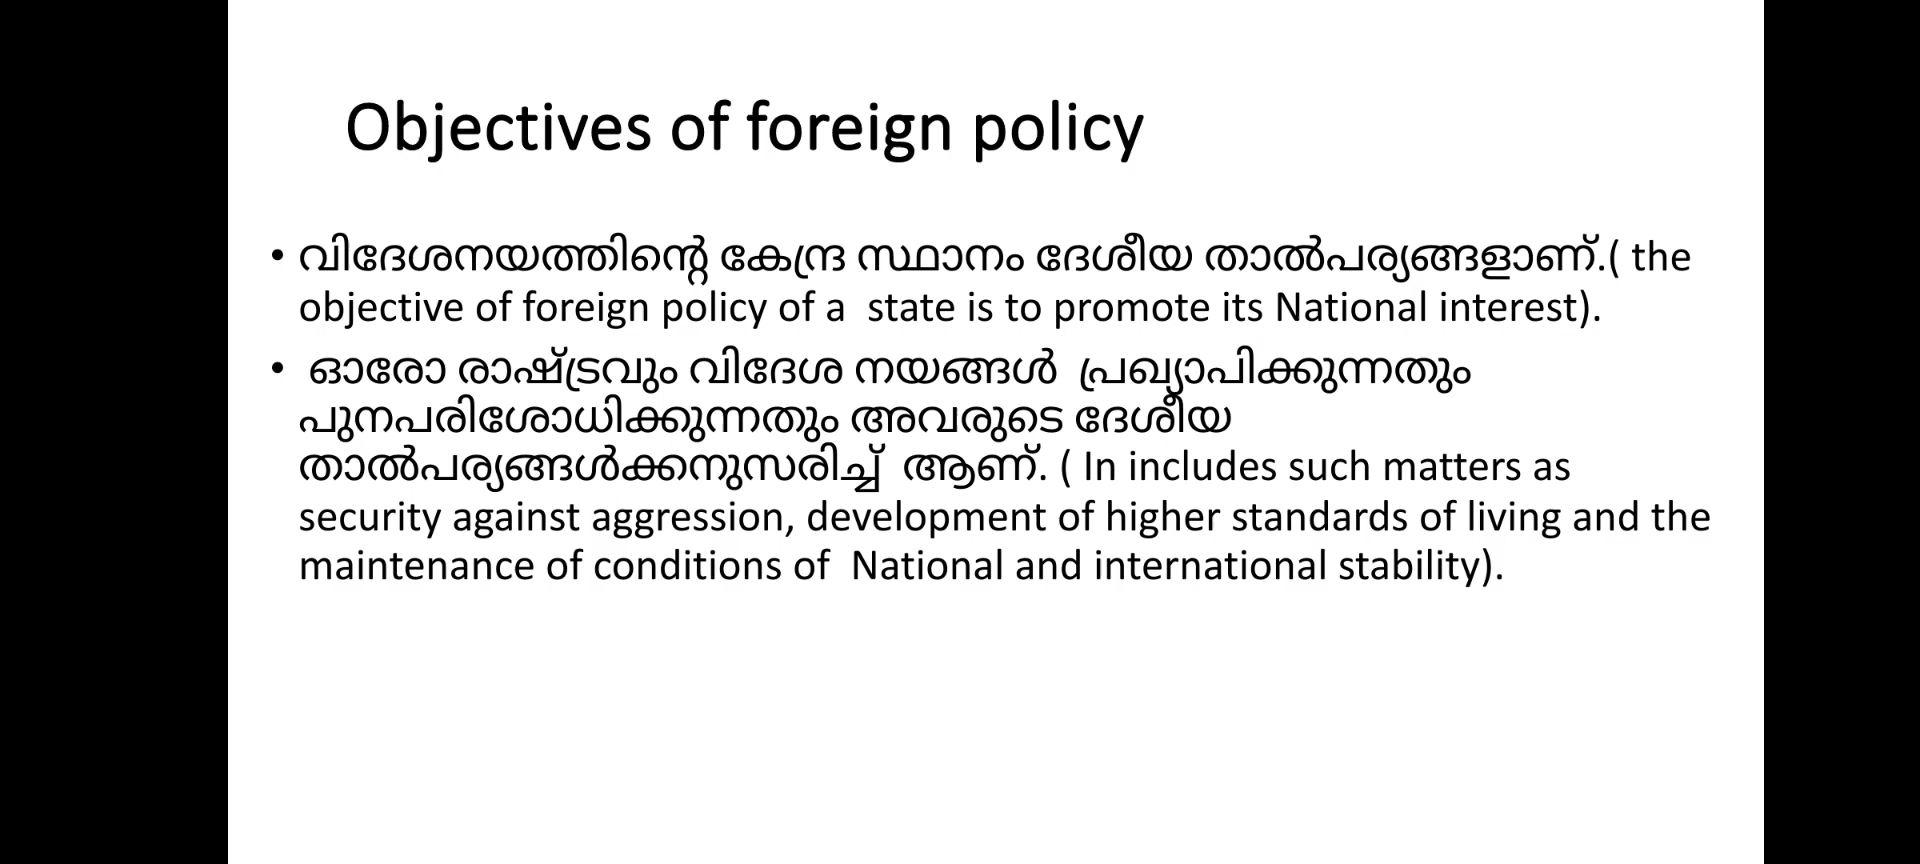 Objectives of foreign policy
• വിദേശനയത്തിന്റെ കേന്ദ്ര സ്ഥാനം ദേശീയ താൽപര്യങ്ങളാണ്.( the
objective of foreign policy of a  state is to promote its National interest).
•  ഓരോ രാഷ്ട്രവും വിദേശ നയങ്ങൾ  പ്രഖ്യാപിക്കുന്നതും
പുനപരിശോധിക്കുന്നതും അവരുടെ ദേശീയ
താൽപര്യങ്ങൾക്കനുസരിച്ച്  ആണ്. ( In includes such matters as
security against aggression, development of higher standards of living and the
maintenance of conditions of  National and international stability).